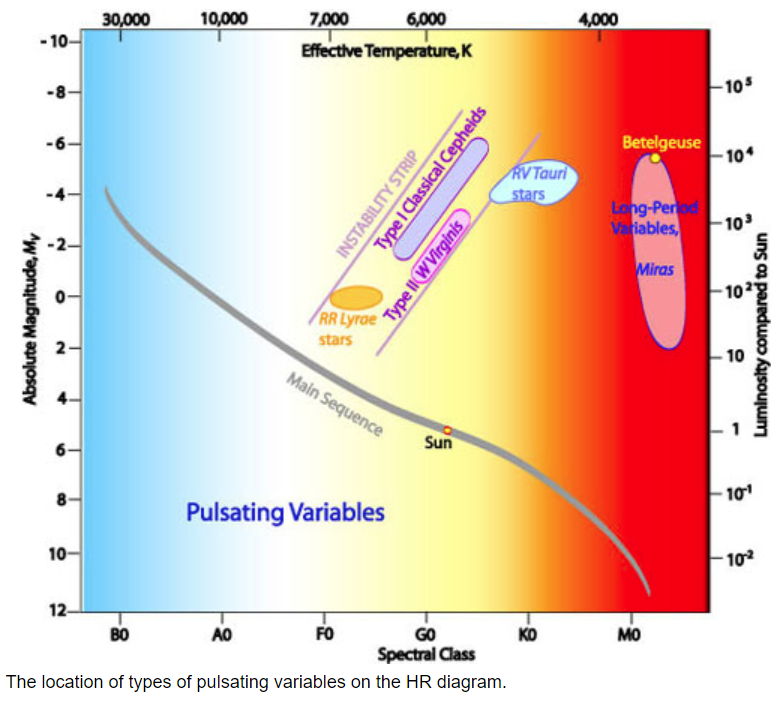 30,000 10,000 7,000 6,000 4,000
Effective Temperature, K
-10
-8
-6
-4
-2
0
2
4
6
8
10
12
Absolute Magnitude, Mv
INSTABILITY STRIP
Type I Classical Cepheids
Type II W Virginis
RR Lyrae
stars
RV Tauri
stars
Betelgeuse
Long-Period
Variables,
Miras
Main Sequence
Sun
Pulsating Variables
10⁵
10⁴
10³
10²
10
1
10⁻¹
10⁻²
Luminosity compared to Sun
B0 A0 F0 G0 K0 M0
Spectral Class
The location of types of pulsating variables on the HR diagram.